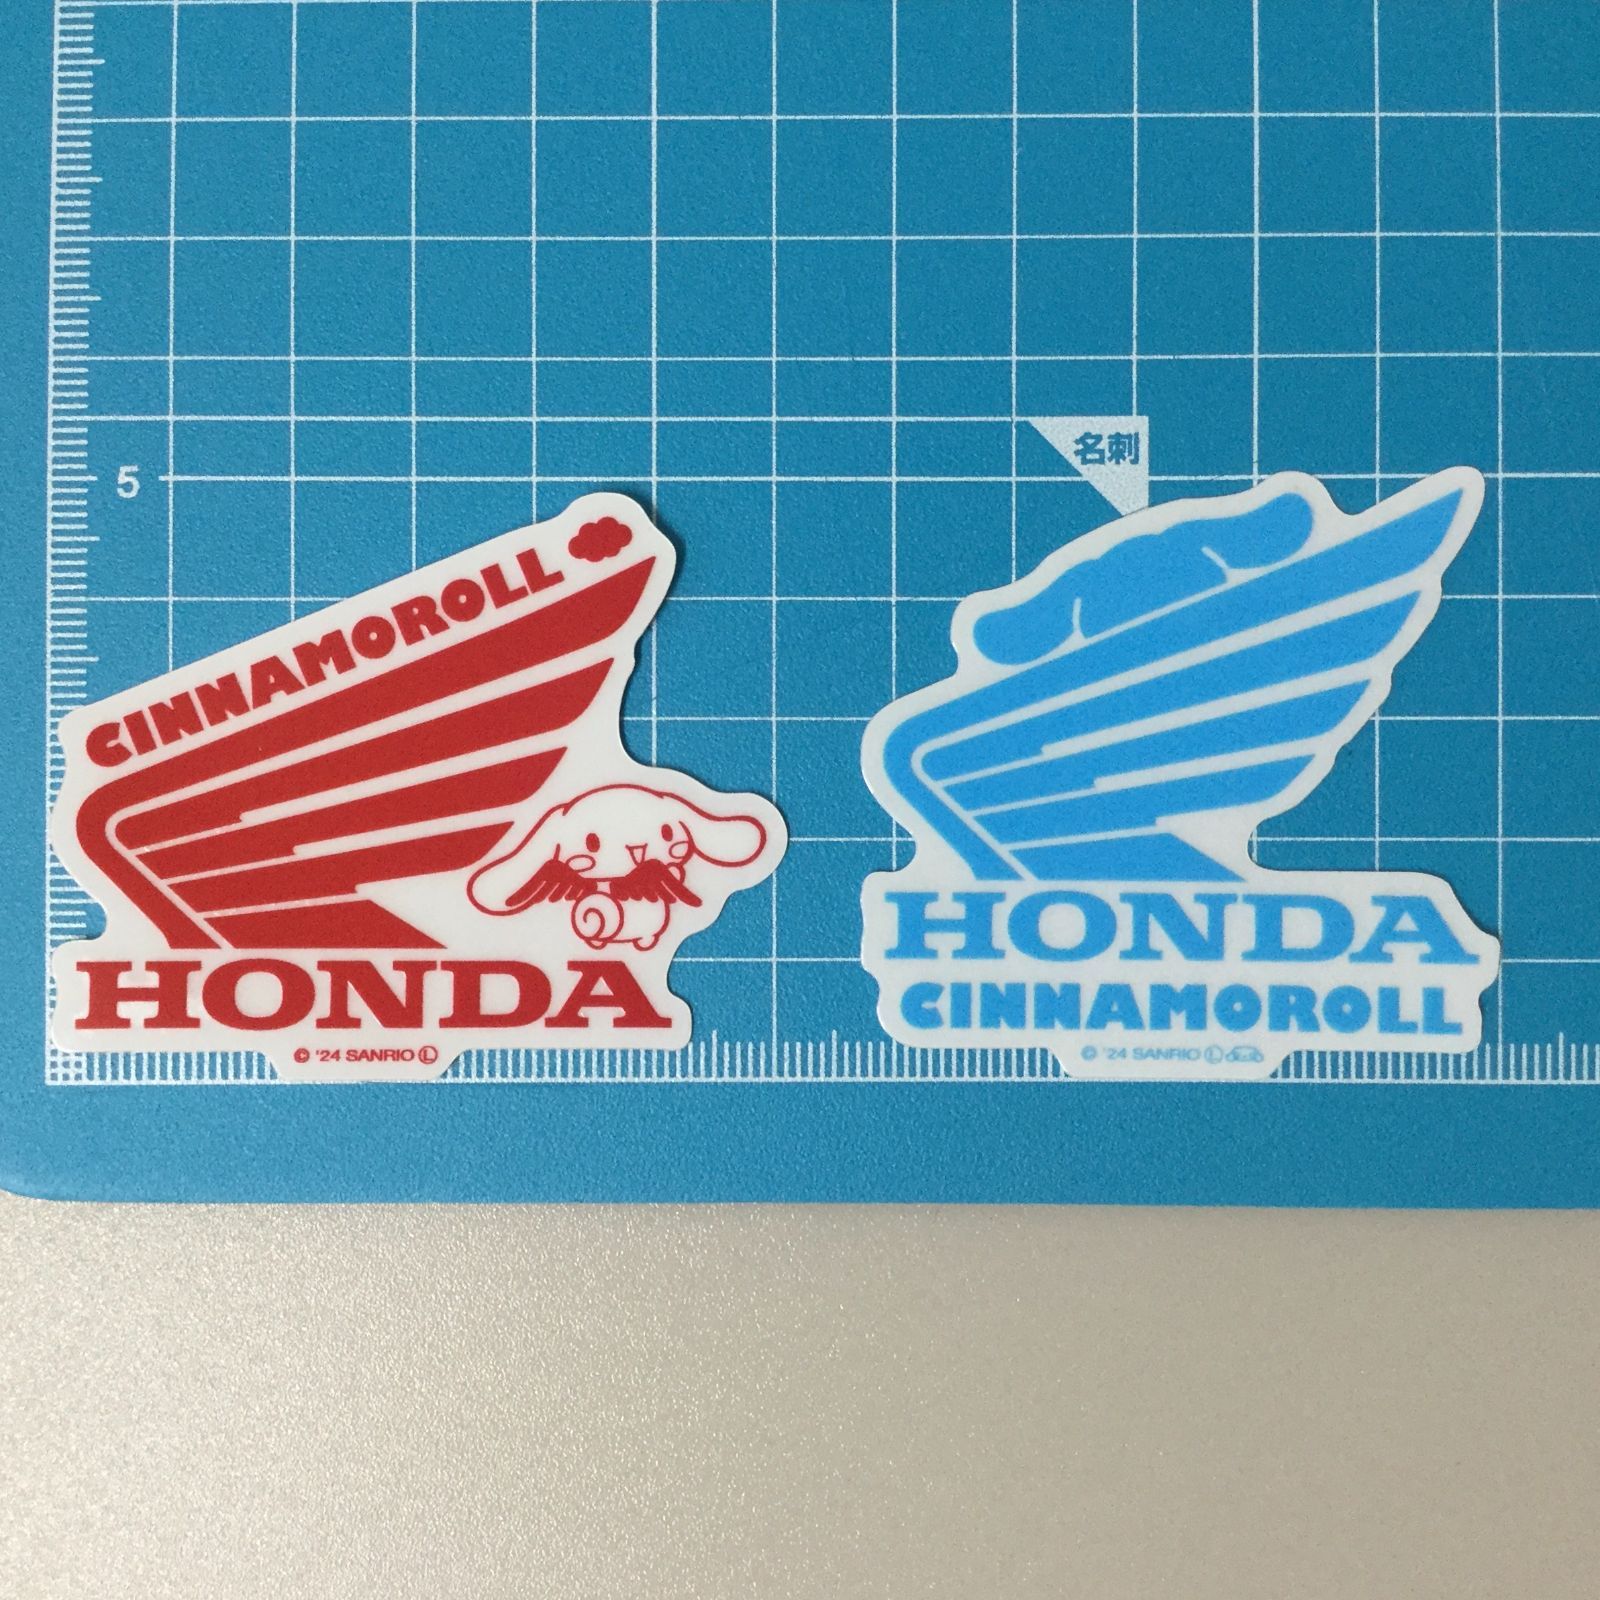 5
名刺
CINNAMOROLL
HONDA
© '24 SANRIO Ⓛ
HONDA
CINNAMOROLL
© '24 SANRIO Ⓛ